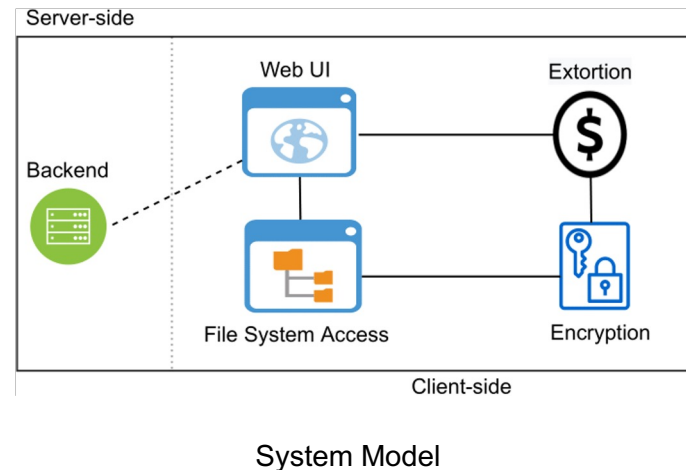 Server-side
Web UI
Extortion
$
Backend
File System Access
Encryption
Client-side
System Model